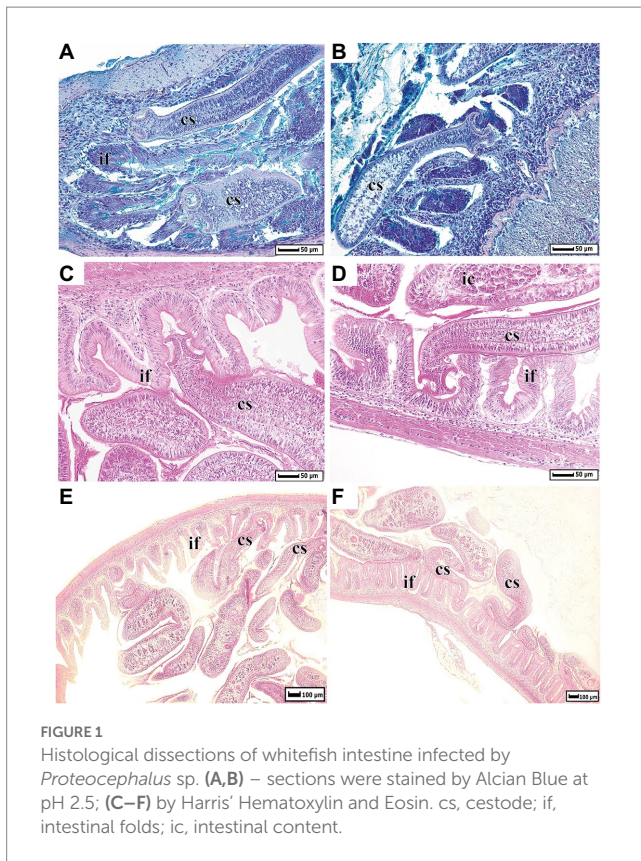 A
B
cs
if
cs
cs
50 µm
50 µm
C
D
ic
cs
if
cs
if
50 µm
50 µm
E
F
if
cs
cs
if
cs
cs
100 µm
100 µm
FIGURE 1
Histological dissections of whitefish intestine infected by
Proteocephalus sp. (A,B) – sections were stained by Alcian Blue at
pH 2.5; (C–F) by Harris’ Hematoxylin and Eosin. cs, cestode; if,
intestinal folds; ic, intestinal content.